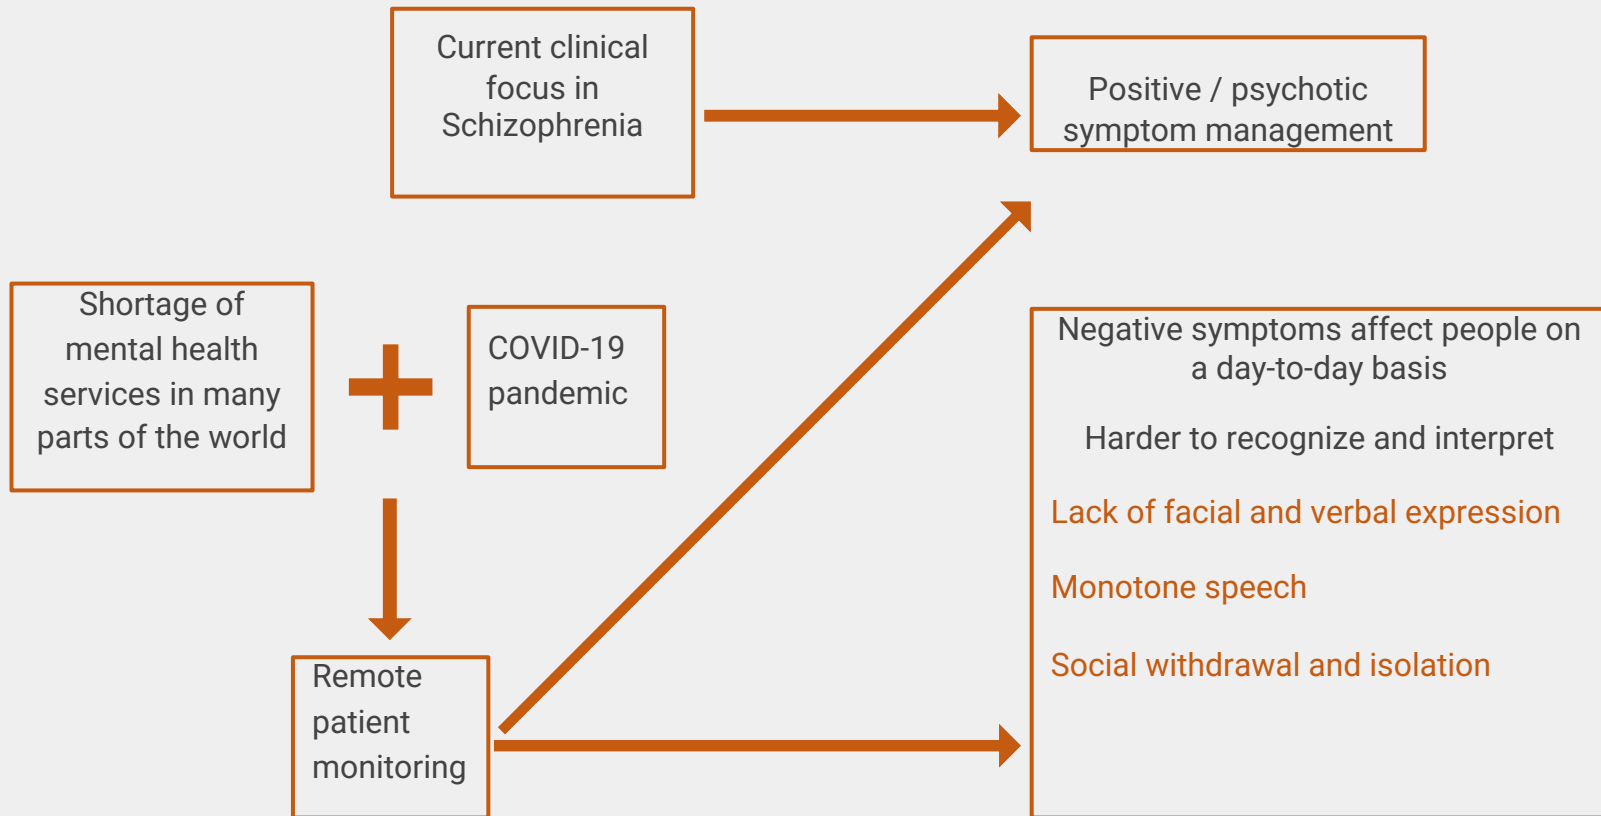 Current clinical
focus in
Schizophrenia
Positive / psychotic
symptom management
Shortage of
mental health
services in many
parts of the world
COVID-19
pandemic
Negative symptoms affect people on
a day-to-day basis
Harder to recognize and interpret
Lack of facial and verbal expression
Monotone speech
Social withdrawal and isolation
Remote
patient
monitoring